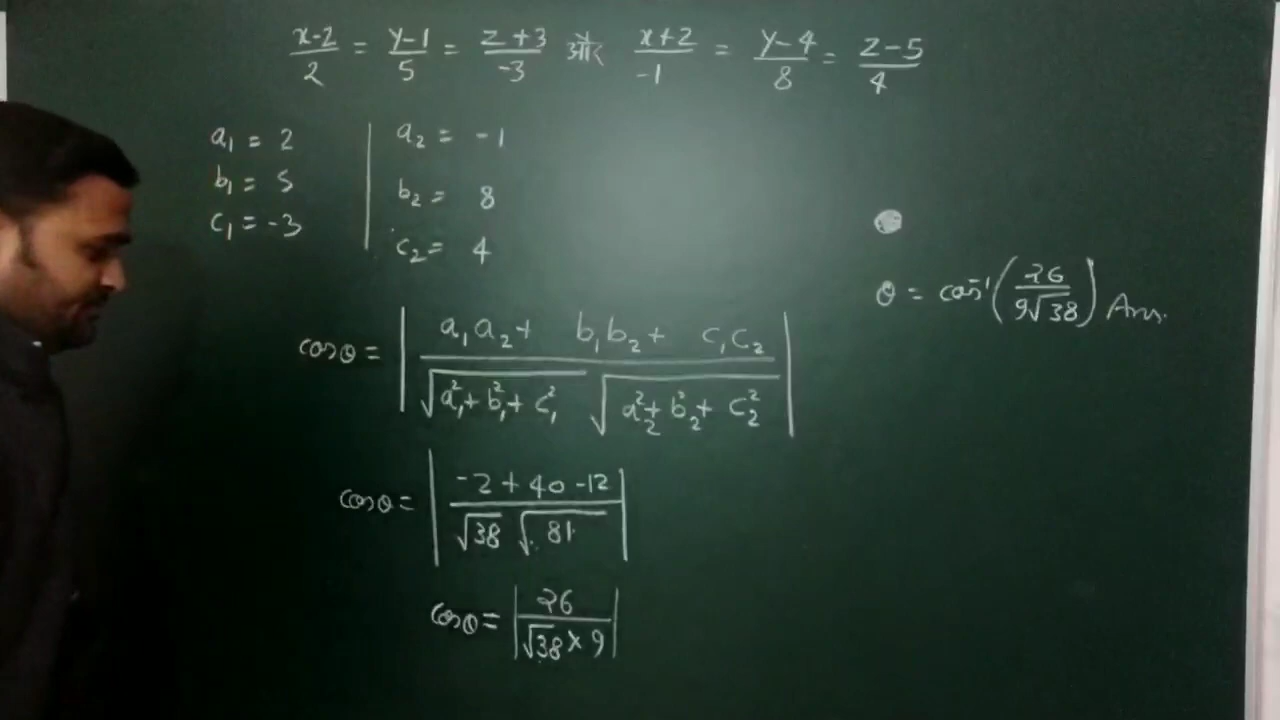 x-2/2 = y-1/5 = z+3/-3 और x+2/-1 = y-4/8 = z-5/4
a₁ = 2
b₁ = 5
c₁ = -3
a₂ = -1
b₂ = 8
c₂ = 4
cosθ = | a₁a₂ + b₁b₂ + c₁c₂ / √a₁²+b₁²+c₁² √a₂²+b₂²+c₂² |
cosθ = | -2+40-12 / √38 √81 |
cosθ = | 26 / √38 × 9 |
θ = cos⁻¹(26/9√38) Ans.